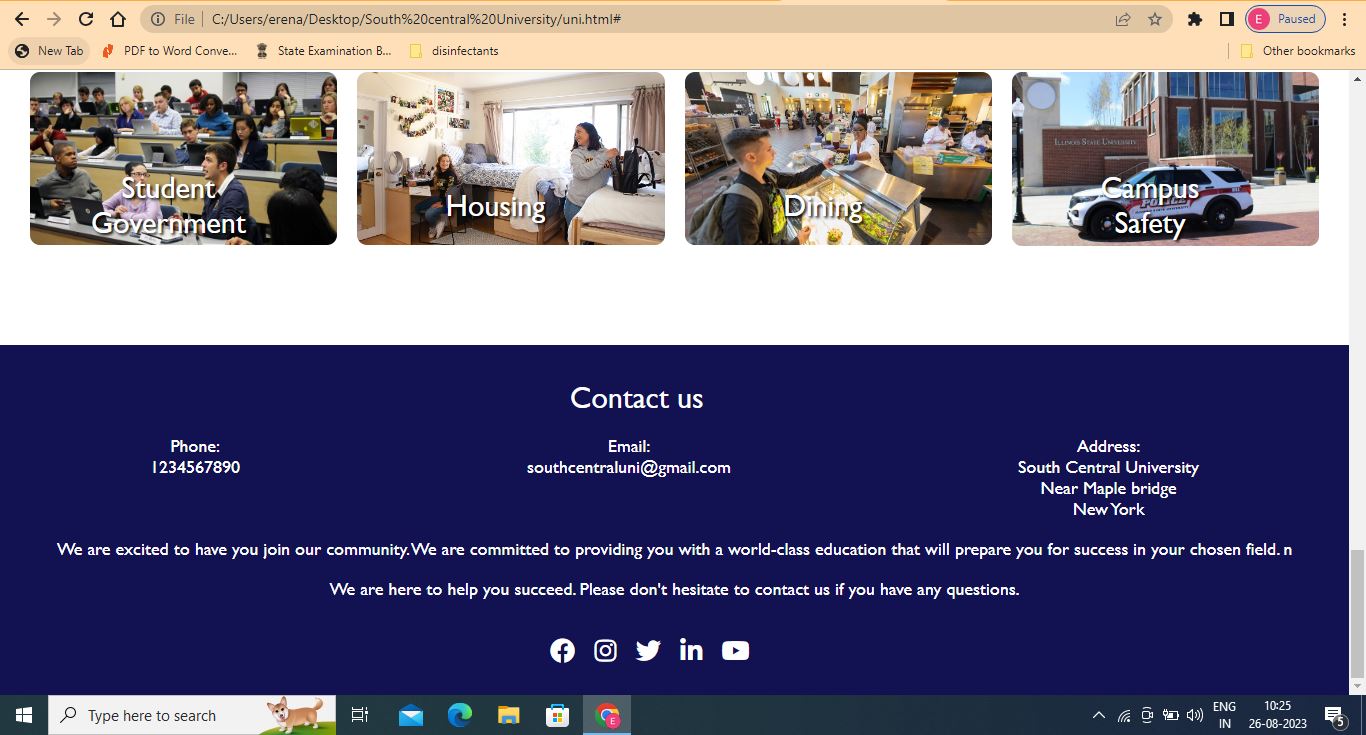 File
C:/Users/erena/Desktop/South%20central%20University/uni.html#
E Paused
New Tab
PDF to Word Conve...
State Examination B...
disinfectants
Other bookmarks
Student
Government
Housing
Dining
ILLINOIS STATE UNIVERSITY
POLICE
Campus
Safety
Contact us
Phone:
1234567890
Email:
southcentraluni@gmail.com
Address:
South Central University
Near Maple bridge
New York
We are excited to have you join our community. We are committed to providing you with a world-class education that will prepare you for success in your chosen field. n
We are here to help you succeed. Please don't hesitate to contact us if you have any questions.
Type here to search
E
ENG
IN
10:25
26-08-2023
5